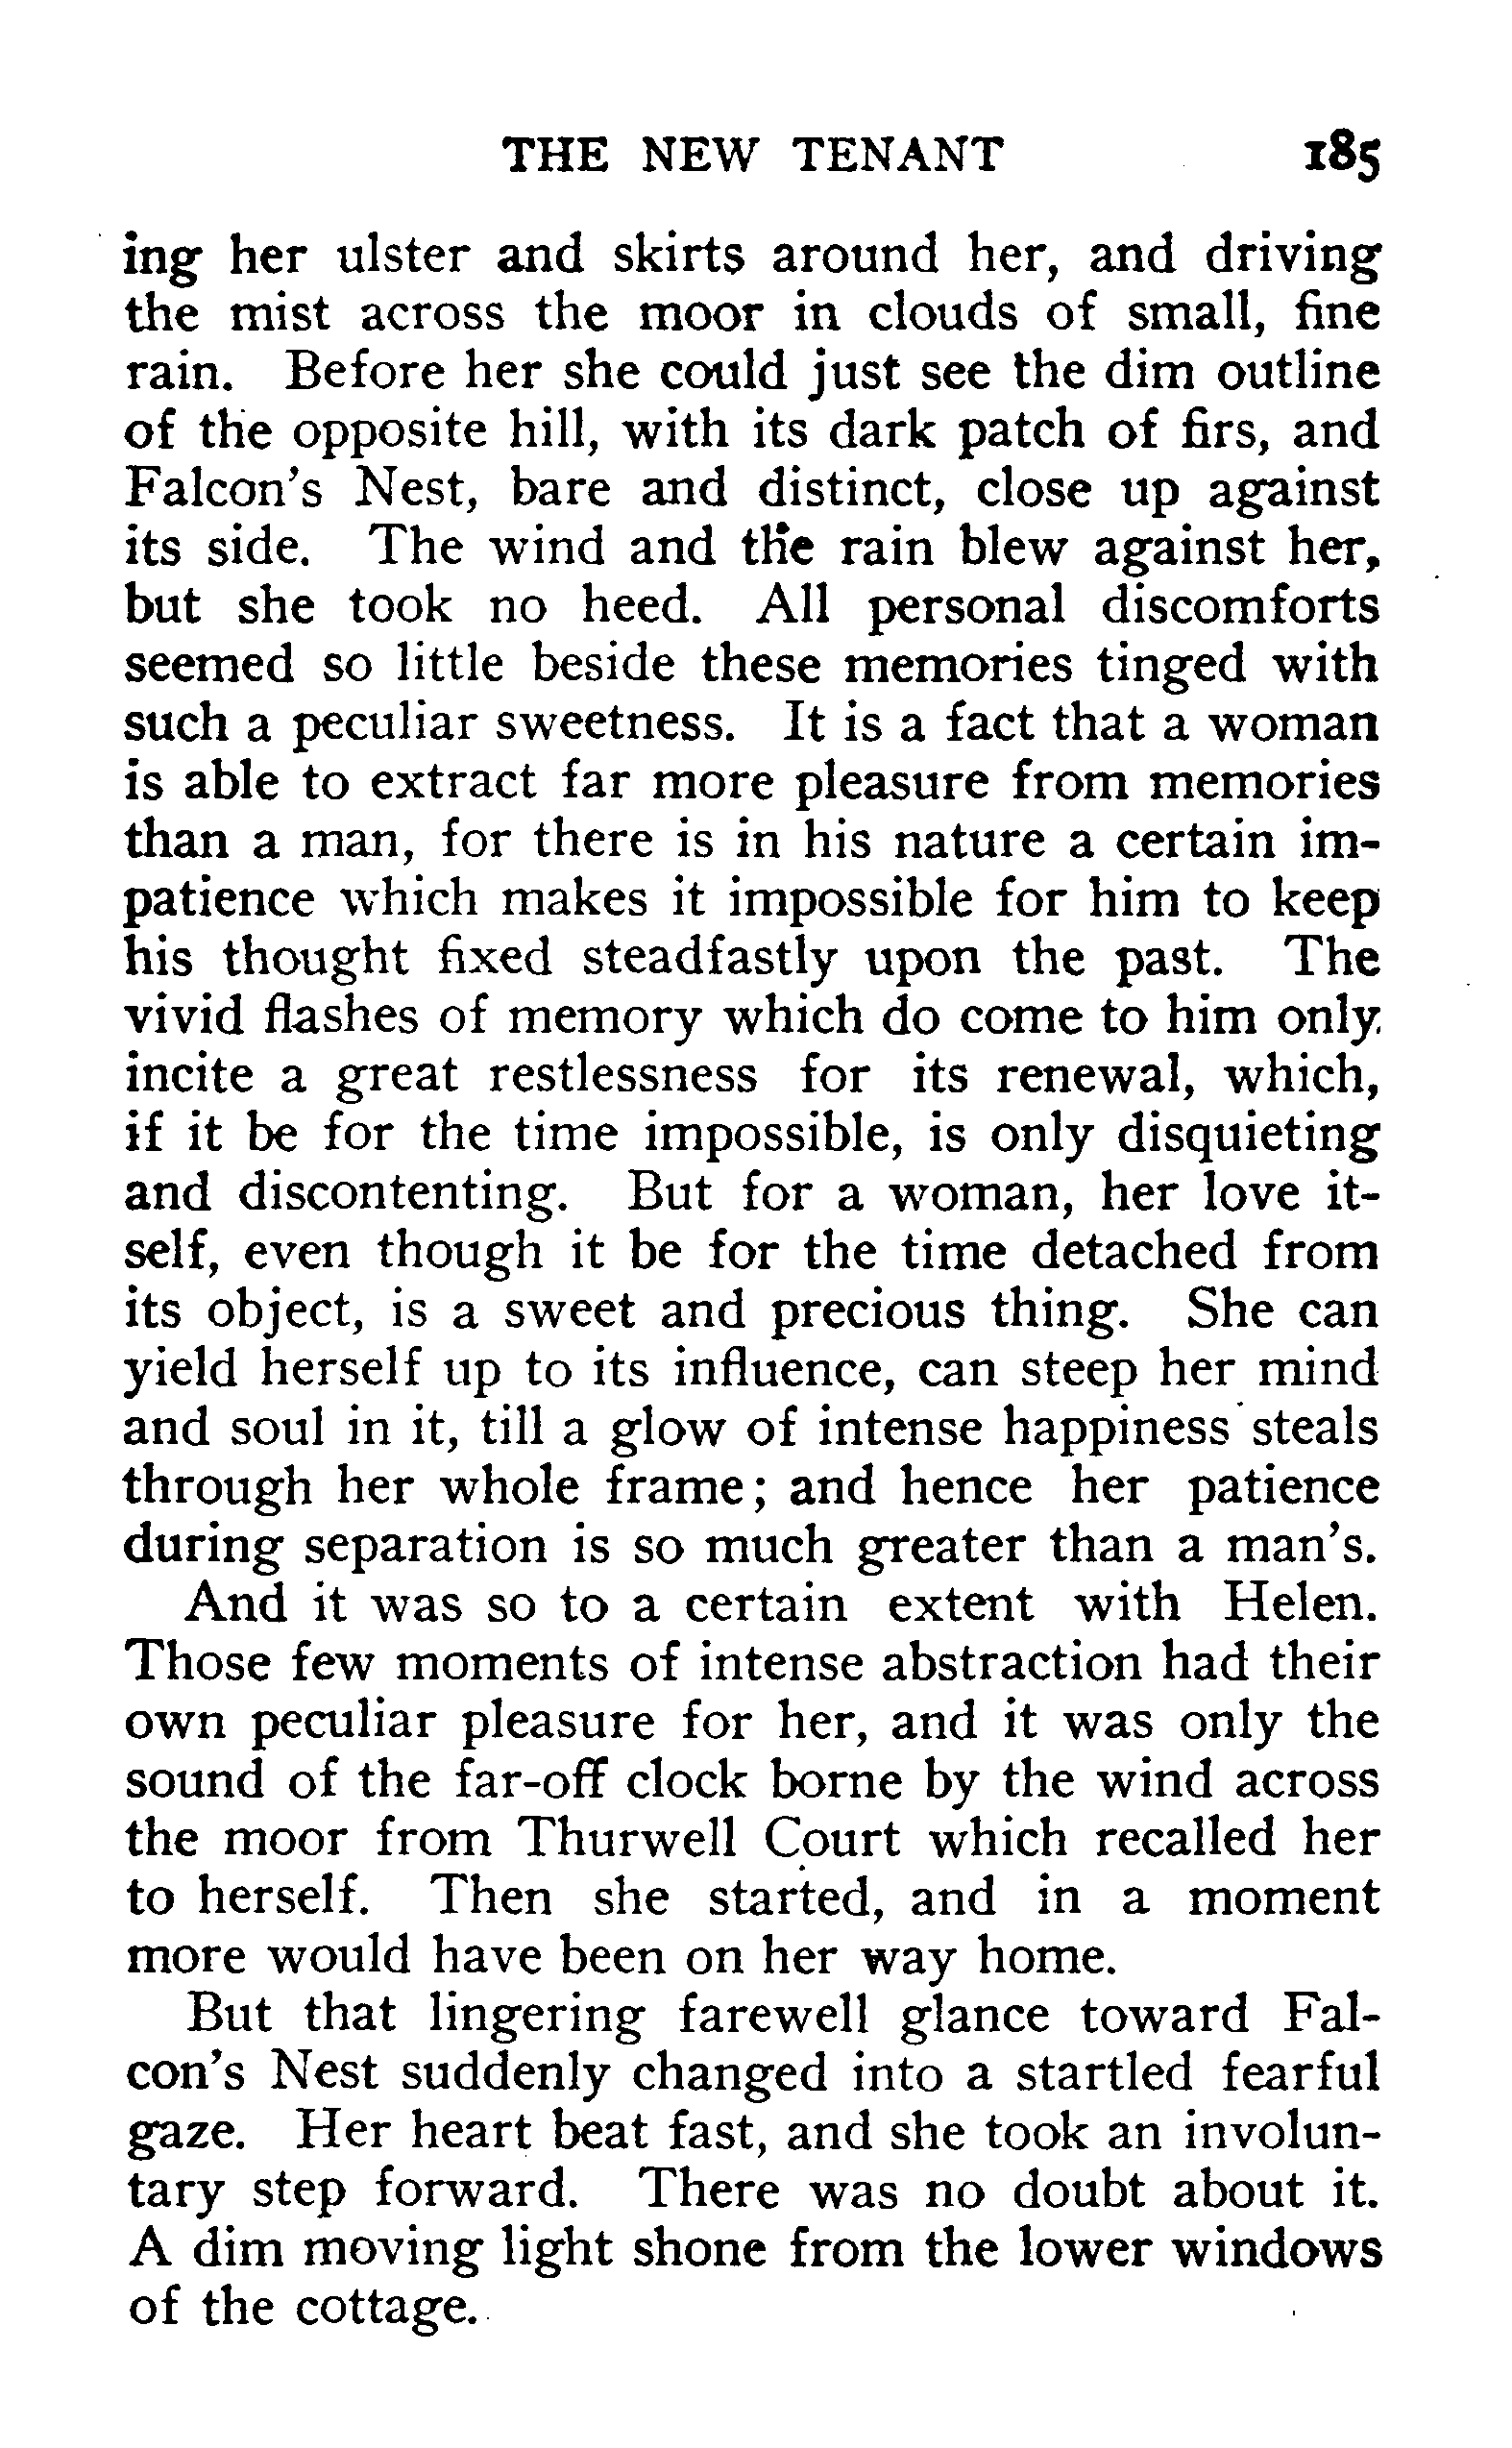 THE NEW TENANT 185
ing her ulster and skirts around her, and driving
the mist across the moor in clouds of small, fine
rain. Before her she could just see the dim outline
of the opposite hill, with its dark patch of firs, and
Falcon's Nest, bare and distinct, close up against
its side. The wind and the rain blew against her,
but she took no heed. All personal discomforts
seemed so little beside these memories tinged with
such a peculiar sweetness. It is a fact that a woman
is able to extract far more pleasure from memories
than a man, for there is in his nature a certain im-
patience which makes it impossible for him to keep
his thought fixed steadfastly upon the past. The
vivid flashes of memory which do come to him only
incite a great restlessness for its renewal, which,
if it be for the time impossible, is only disquieting
and discontenting. But for a woman, her love it-
self, even though it be for the time detached from
its object, is a sweet and precious thing. She can
yield herself up to its influence, can steep her mind
and soul in it, till a glow of intense happiness steals
through her whole frame; and hence her patience
during separation is so much greater than a man's.
And it was so to a certain extent with Helen.
Those few moments of intense abstraction had their
own peculiar pleasure for her, and it was only the
sound of the far-off clock borne by the wind across
the moor from Thurwell Court which recalled her
to herself. Then she started, and in a moment
more would have been on her way home.
But that lingering farewell glance toward Fal-
con's Nest suddenly changed into a startled fearful
gaze. Her heart beat fast, and she took an involun-
tary step forward. There was no doubt about it.
A dim moving light shone from the lower windows
of the cottage.